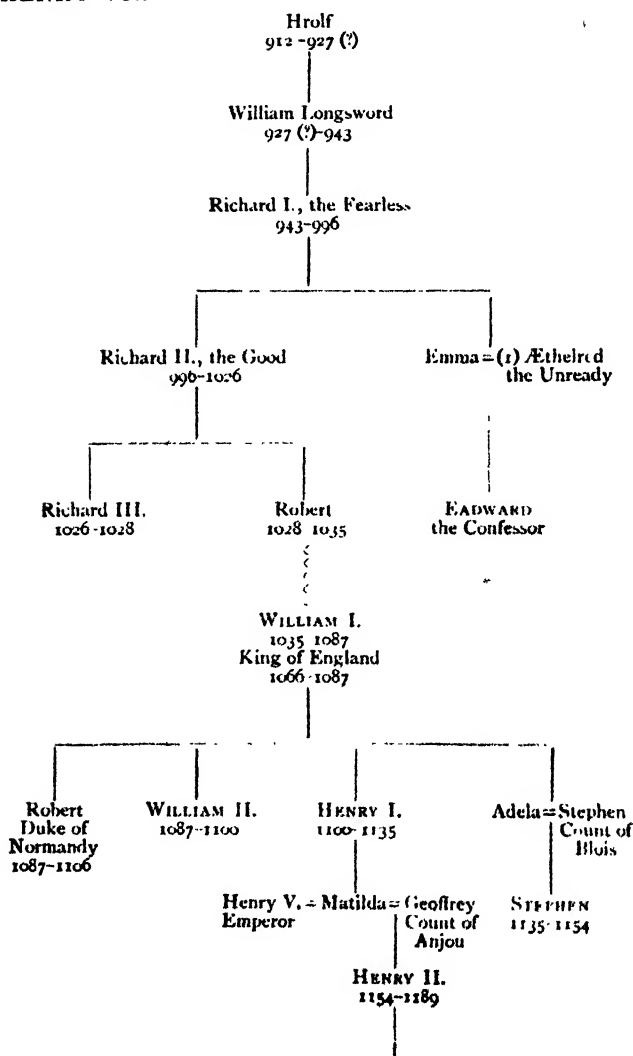 Hrolf
912–927 (?)
William Longsword
927 (?)–943
Richard I., the Fearless
943–996
Richard II., the Good
996–1026
Emma = (1) Æthelred
the Unready
Richard III.
1026–1028
Robert
1028 1035
EADWARD
the Confessor
WILLIAM I.
1035 1087
King of England
1066–1087
Robert
Duke of
Normandy
1087–1106
WILLIAM II.
1087–1100
HENRY I.
1100–1135
Adela = Stephen
Count of
Blois
Henry V. = Matilda = Geoffrey
Emperor
Count of
Anjou
STEPHEN
1135–1154
HENRY II.
1154–1189